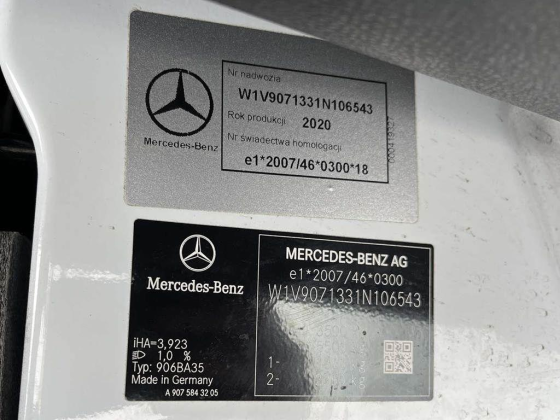 Nr nadwozia
W1V9071331N106543
Rok produkcji 2020
Nr świadectwa homologacji
e1*2007/46*0300*18
Mercedes-Benz
MERCEDES-BENZ AG
e1*2007/46*0300
W1V9071331N106543
Mercedes-Benz
iHA=3,923
1,0 %
Typ: 906BA35
Made in Germany
A 907 584 32 05
1-
2-